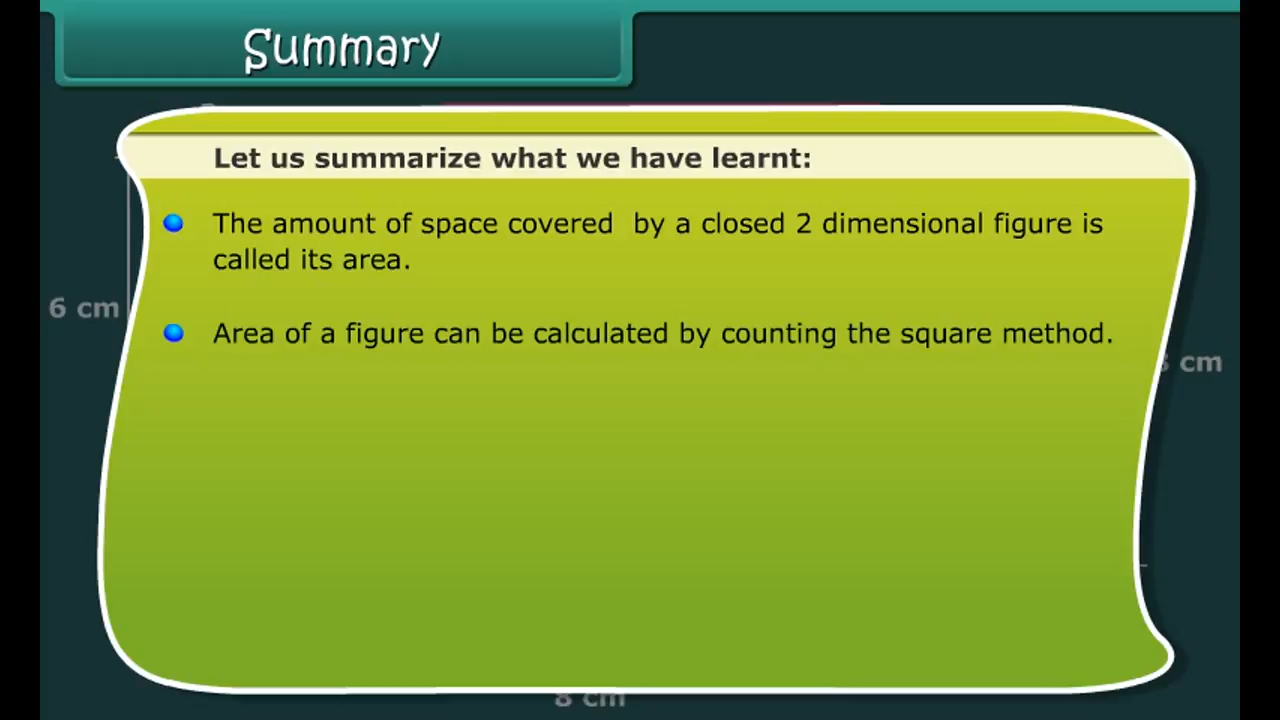 Summary
Let us summarize what we have learnt:
The amount of space covered by a closed 2 dimensional figure is
called its area.
6 cm
Area of a figure can be calculated by counting the square method.
cm
8 cm